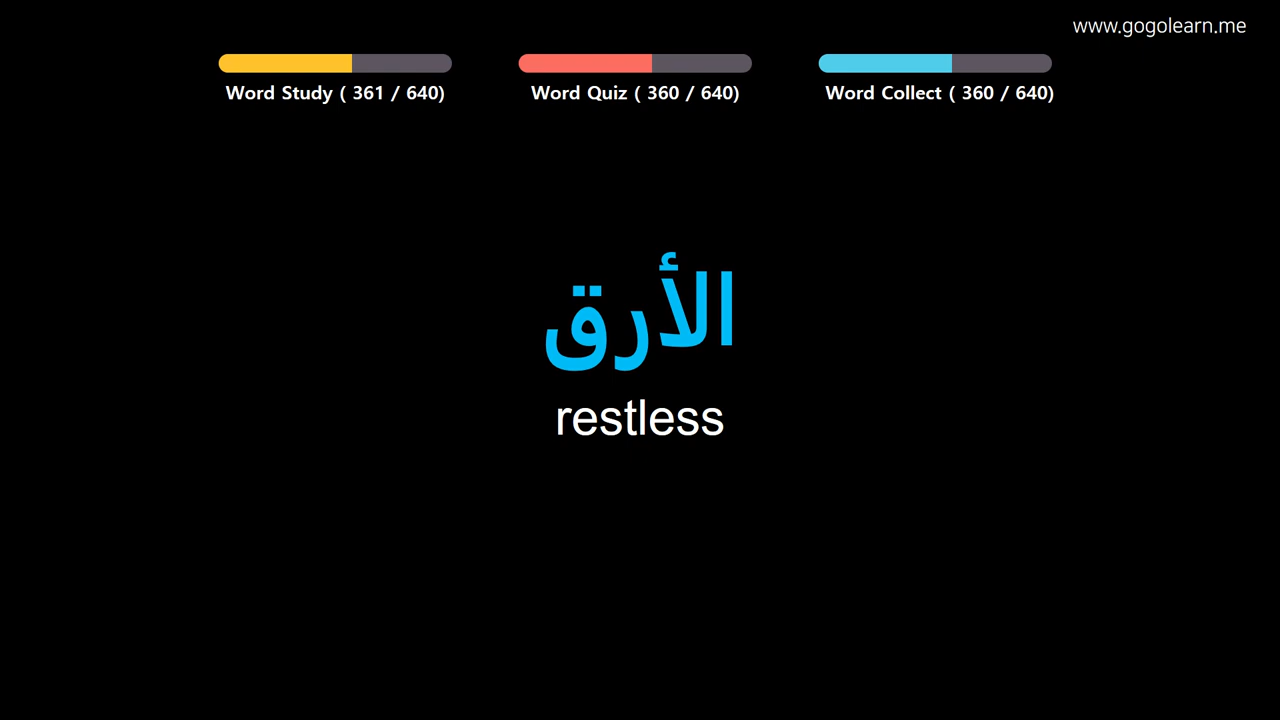 www.gogolearn.me
Word Study ( 361 / 640)
Word Quiz ( 360 / 640)
Word Collect ( 360 / 640)
الأرق
restless